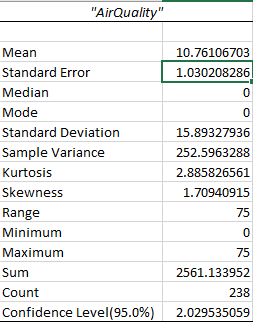 "AirQuality"
Mean 10.76106703
Standard Error 1.030208286
Median 0
Mode 0
Standard Deviation 15.89327936
Sample Variance 252.5963288
Kurtosis 2.885826561
Skewness 1.70940915
Range 75
Minimum 0
Maximum 75
Sum 2561.133952
Count 238
Confidence Level(95.0%) 2.029535059